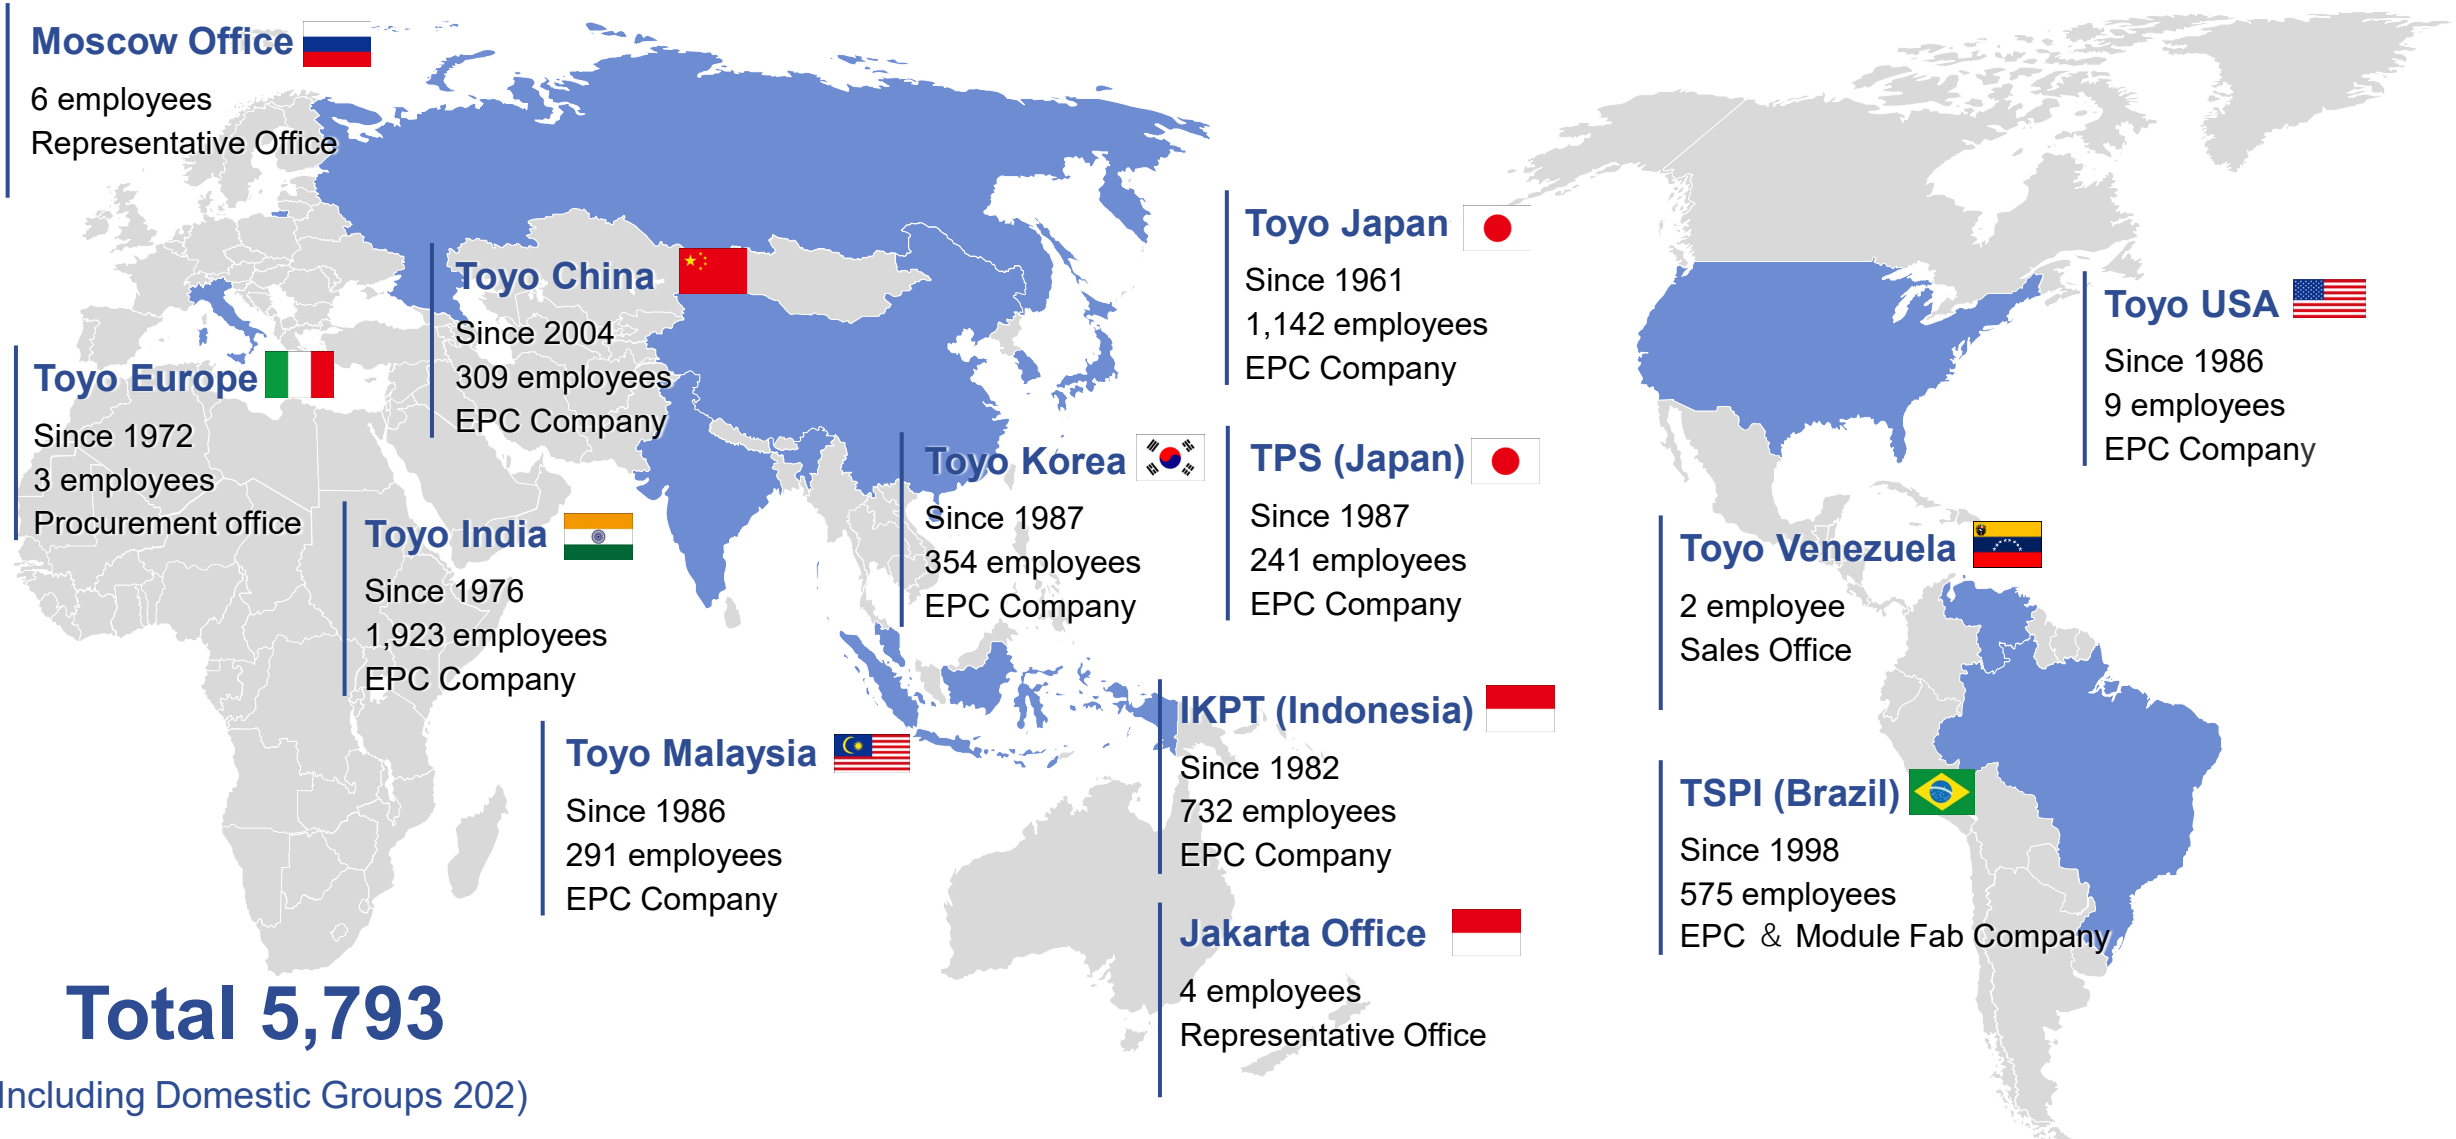 Moscow Office
6 employees
Representative Office
Toyo China
Since 2004
309 employees
EPC Company
Toyo Europe
Since 1972
3 employees
Procurement office
Toyo India
Since 1976
1,923 employees
EPC Company
Toyo Malaysia
Since 1986
291 employees
EPC Company
Toyo Korea
Since 1987
354 employees
EPC Company
Toyo Japan
Since 1961
1,142 employees
EPC Company
TPS (Japan)
Since 1987
241 employees
EPC Company
IKPT (Indonesia)
Since 1982
732 employees
EPC Company
Jakarta Office
4 employees
Representative Office
Toyo USA
Since 1986
9 employees
EPC Company
Toyo Venezuela
2 employee
Sales Office
TSPI (Brazil)
Since 1998
575 employees
EPC ＆ Module Fab Company
Total 5,793
Including Domestic Groups 202)